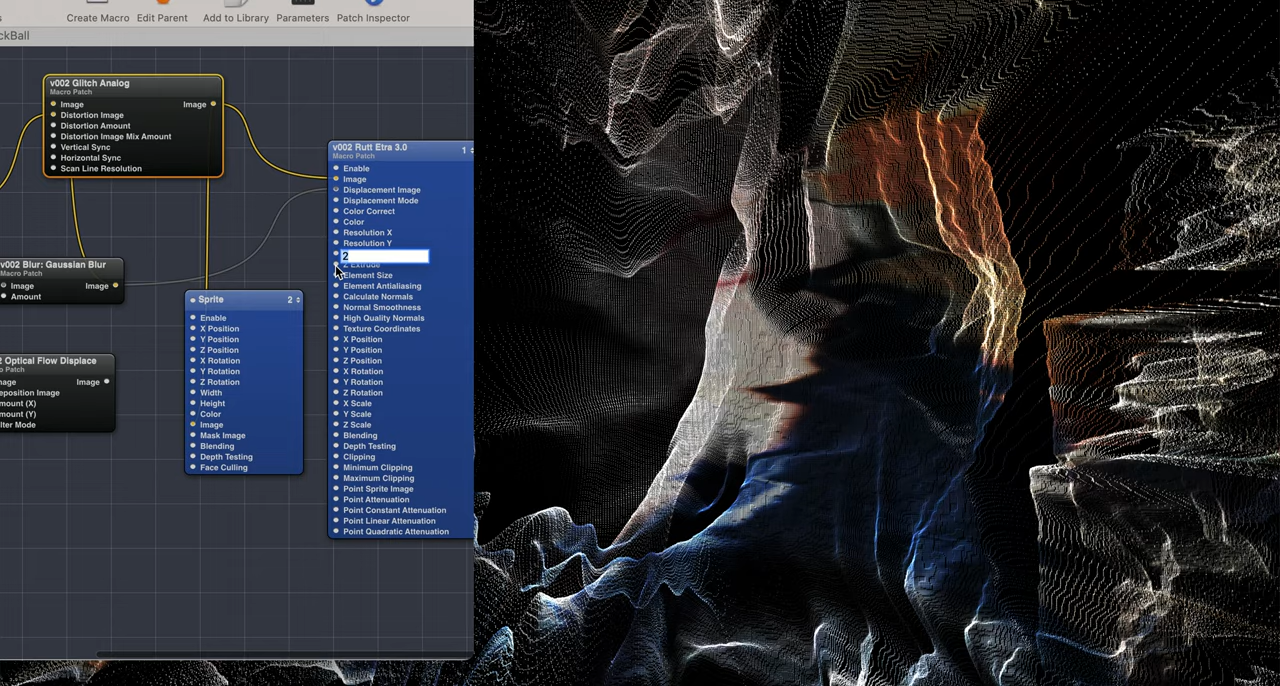 Create Macro
Edit Parent
Add to Library
Parameters
Patch Inspector
ckBall
v002 Glitch Analog
Macro Patch
Image
Image
Distortion Image
Distortion Amount
Distortion Image Mix Amount
Vertical Sync
Horizontal Sync
Scan Line Resolution
v002 Blur: Gaussian Blur
Macro Patch
Image
Image
Amount
2 Optical Flow Displace
o Patch
mage
Image
eposition Image
mount (X)
mount (Y)
lter Mode
Sprite
2
Enable
X Position
Y Position
Z Position
X Rotation
Y Rotation
Z Rotation
Width
Height
Color
Image
Mask Image
Blending
Depth Testing
Face Culling
v002 Rutt Etra 3.0
1
Macro Patch
Enable
Image
Displacement Image
Displacement Mode
Color Correct
Color
Resolution X
Resolution Y
2
Z Extrude
Element Size
Element Antialiasing
Calculate Normals
Normal Smoothness
High Quality Normals
Texture Coordinates
X Position
Y Position
Z Position
X Rotation
Y Rotation
Z Rotation
X Scale
Y Scale
Z Scale
Blending
Depth Testing
Clipping
Minimum Clipping
Maximum Clipping
Point Sprite Image
Point Attenuation
Point Constant Attenuation
Point Linear Attenuation
Point Quadratic Attenuation